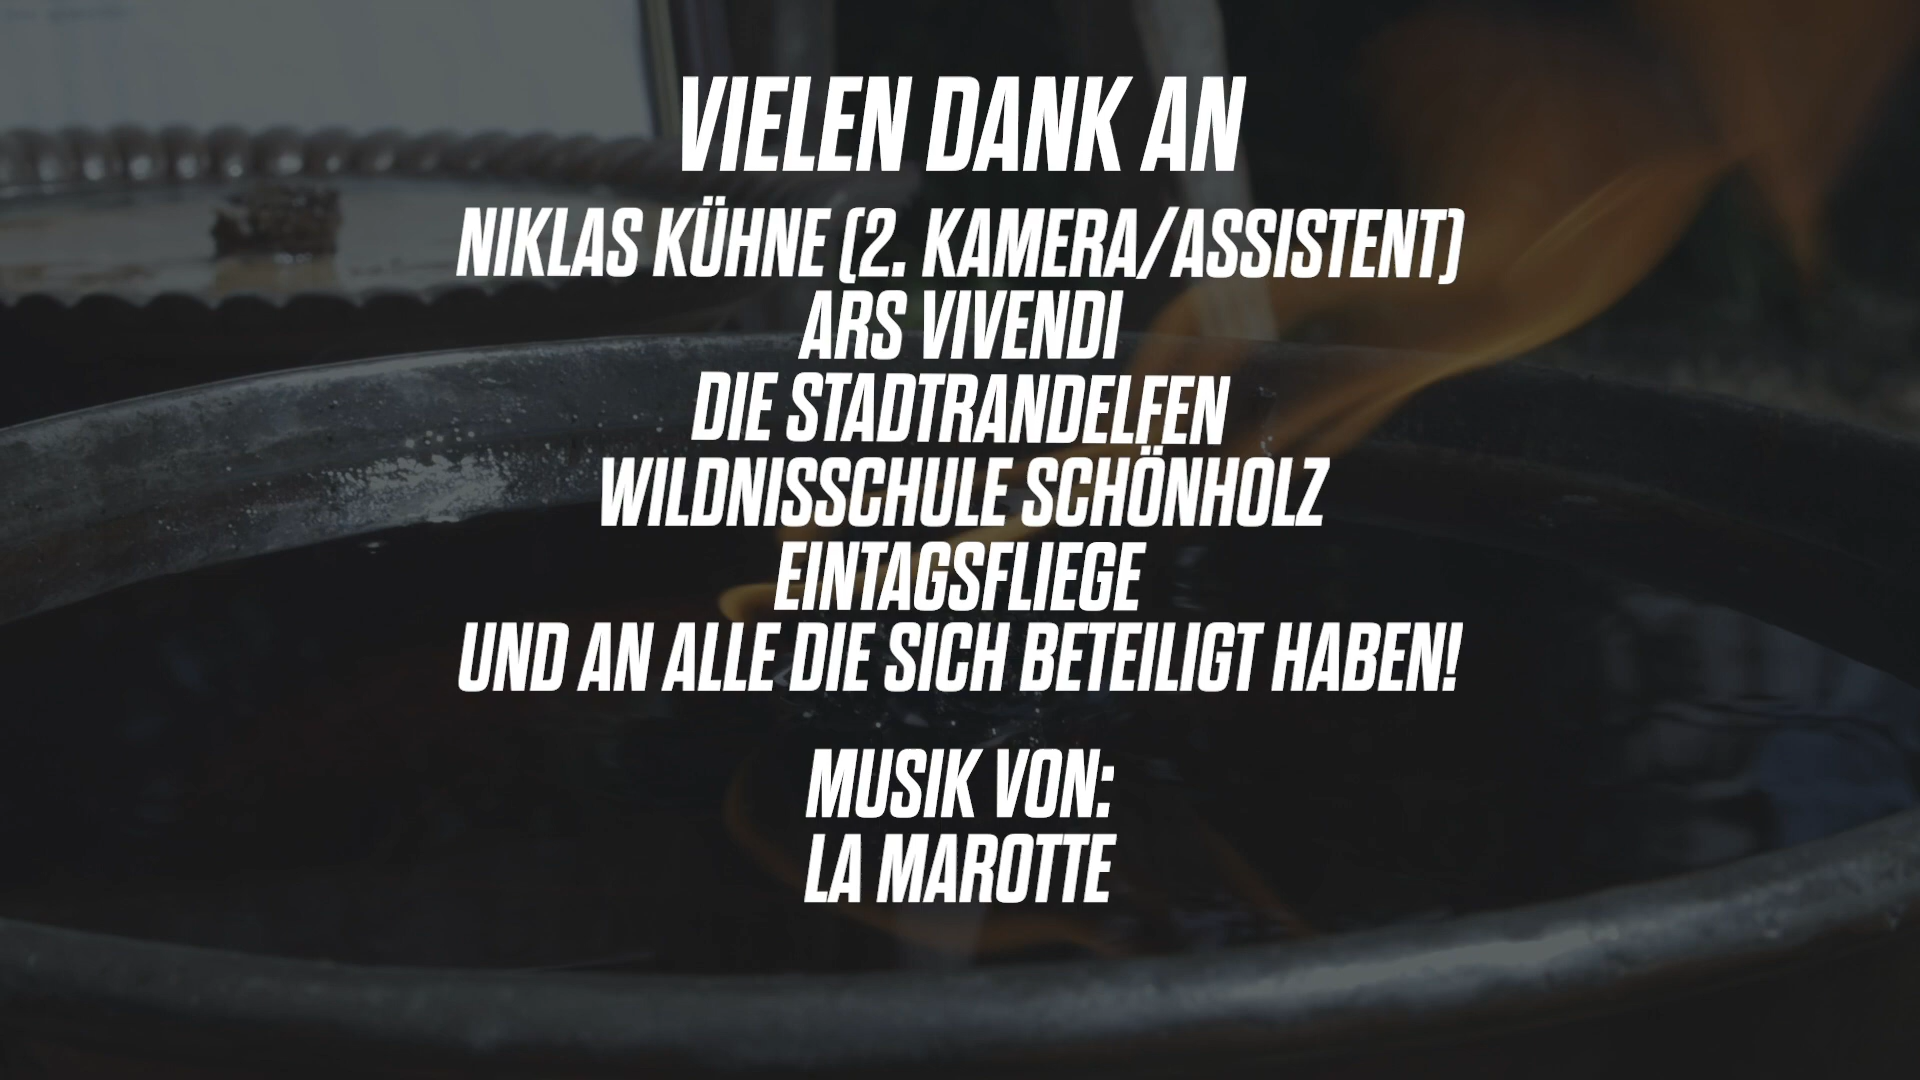 VIELEN DANK AN
NIKLAS KÜHNE (2. KAMERA/ASSISTENT)
ARS VIVENDI
DIE STADTRANDELFEN
WILDNISSCHULE SCHÖNHOLZ
EINTAGSFLIEGE
UND AN ALLE DIE SICH BETEILIGT HABEN!
MUSIK VON:
LA MAROTTE